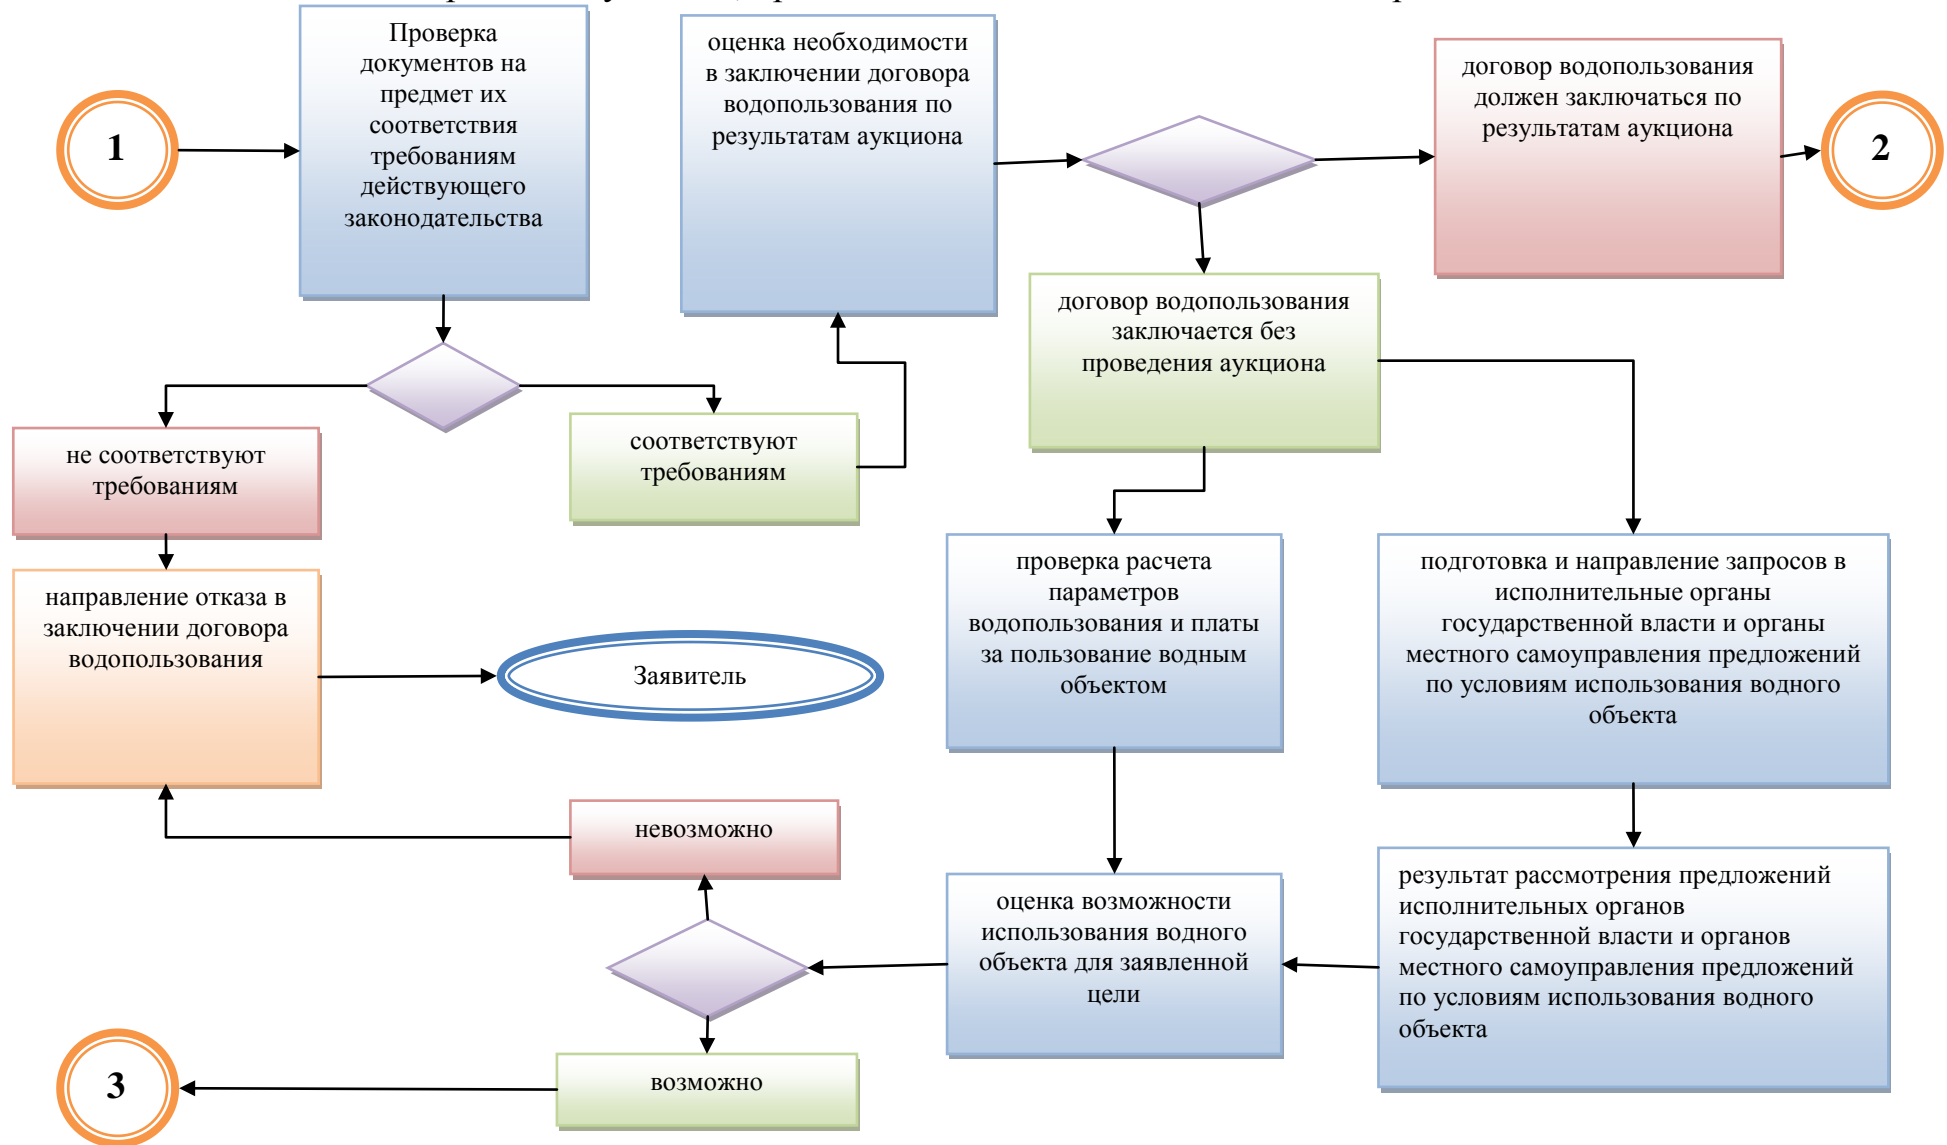 1
Проверка
документов на
предмет их
соответствия
требованиям
действующего
законодательства
оценка необходимости
в заключении договора
водопользования по
результатам аукциона
договор водопользования
должен заключаться по
результатам аукциона
2
договор водопользования
заключается без
проведения аукциона
не соответствуют
требованиям
соответствуют
требованиям
направление отказа в
заключении договора
водопользования
Заявитель
проверка расчета
параметров
водопользования и платы
за пользование водным
объектом
подготовка и направление запросов в
исполнительные органы
государственной власти и органы
местного самоуправления предложений
по условиям использования водного
объекта
невозможно
оценка возможности
использования водного
объекта для заявленной
цели
результат рассмотрения предложений
исполнительных органов
государственной власти и органов
местного самоуправления предложений
по условиям использования водного
объекта
возможно
3